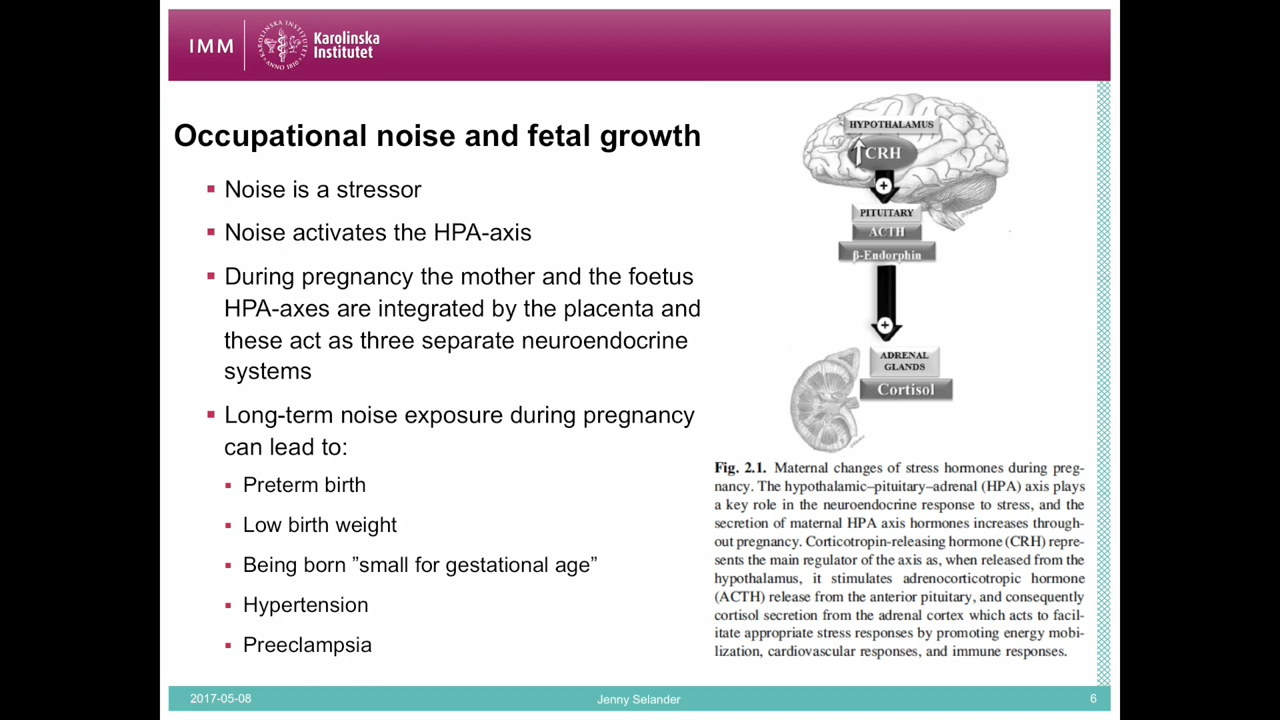 IMM
Karolinska
Institutet
KAROLINSKA INSTITUTET
ANNO 1810
Occupational noise and fetal growth
Noise is a stressor
Noise activates the HPA-axis
During pregnancy the mother and the foetus
HPA-axes are integrated by the placenta and
these act as three separate neuroendocrine
systems
Long-term noise exposure during pregnancy
can lead to:
Preterm birth
Low birth weight
Being born ”small for gestational age”
Hypertension
Preeclampsia
HYPOTHALAMUS
CRH
+
PITUITARY
ACTH
β-Endorphin
+
ADRENAL
GLANDS
Cortisol
Fig. 2.1. Maternal changes of stress hormones during preg-
nancy. The hypothalamic–pituitary–adrenal (HPA) axis plays
a key role in the neuroendocrine response to stress, and the
secretion of maternal HPA axis hormones increases through-
out pregnancy. Corticotropin-releasing hormone (CRH) repre-
sents the main regulator of the axis as, when released from the
hypothalamus, it stimulates adrenocorticotropic hormone
(ACTH) release from the anterior pituitary, and consequently
cortisol secretion from the adrenal cortex which acts to facil-
itate appropriate stress responses by promoting energy mobi-
lization, cardiovascular responses, and immune responses.
2017-05-08
Jenny Selander
6